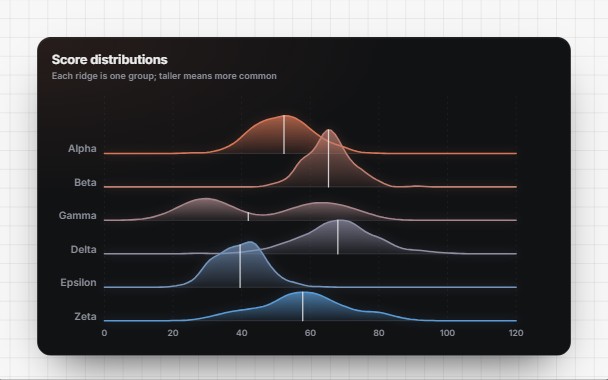 Score distributions
Each ridge is one group; taller means more common
Alpha
Beta
Gamma
Delta
Epsilon
Zeta
0 20 40 60 80 100 120